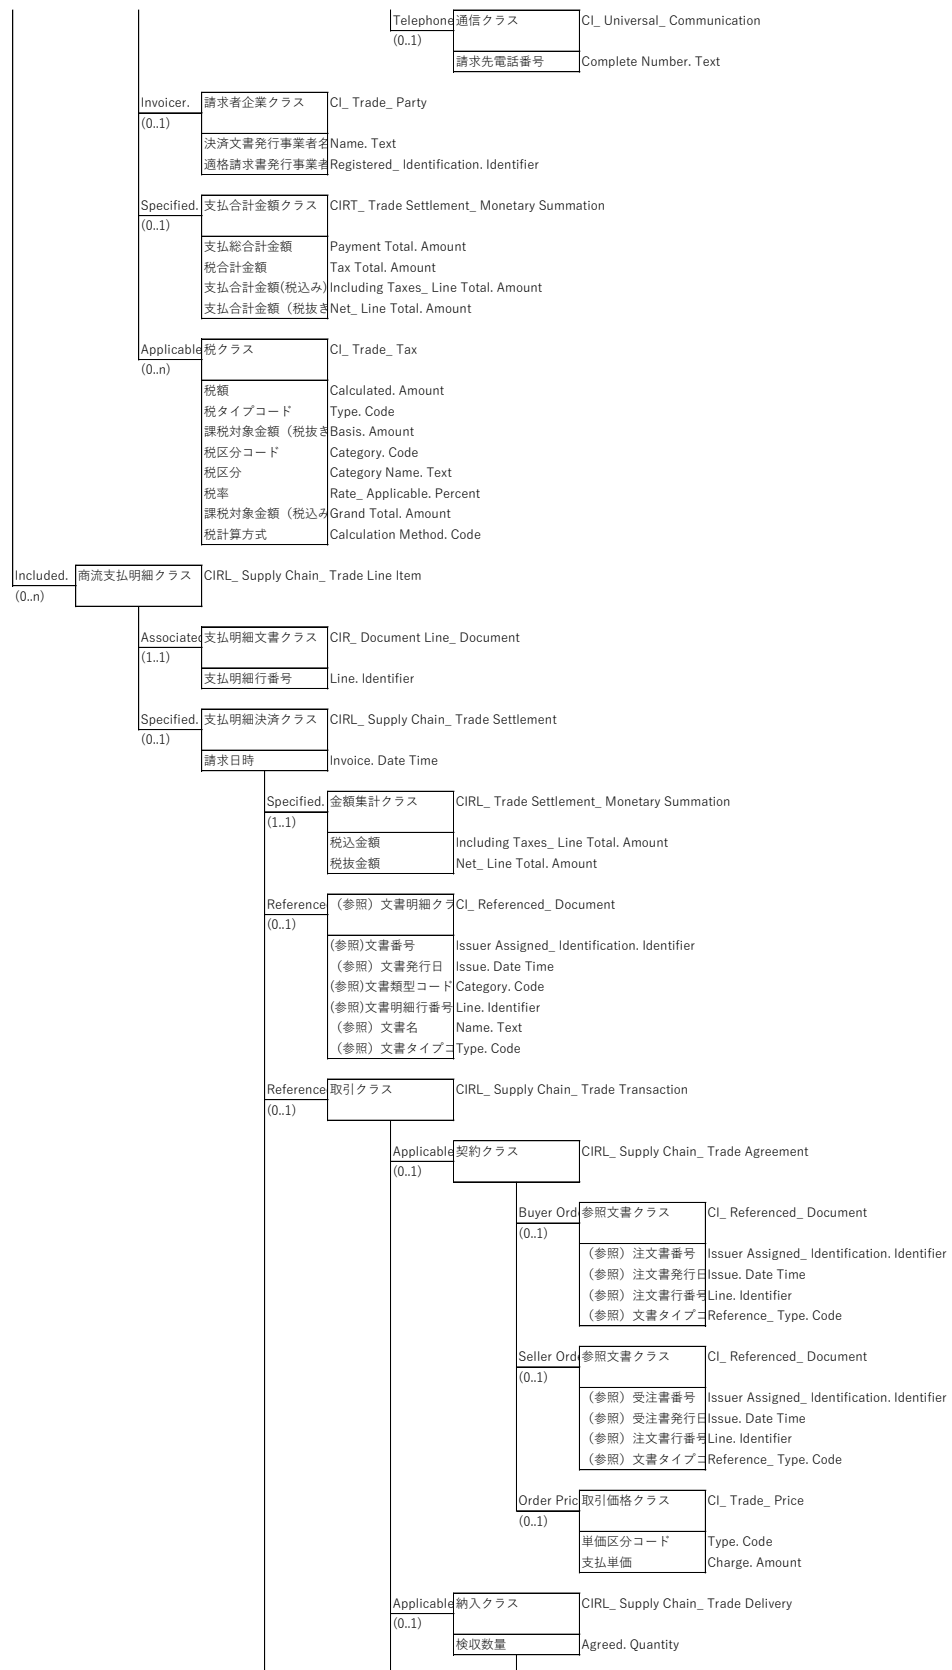 Telephone 通信クラス CI_ Universal_ Communication
(0..1)
請求先電話番号 Complete Number. Text
Invoicer. 請求者企業クラス CI_ Trade_ Party
(0..1)
決済文書発行事業者名 Name. Text
適格請求書発行事業者 Registered_ Identification. Identifier
Specified. 支払合計金額クラス CIRT_ Trade Settlement_ Monetary Summation
(0..1)
支払総合計金額 Payment Total. Amount
税合計金額 Tax Total. Amount
支払合計金額(税込み) Including Taxes_ Line Total. Amount
支払合計金額（税抜き Net_ Line Total. Amount
Applicable 税クラス CI_ Trade_ Tax
(0..n)
税額 Calculated. Amount
税タイプコード Type. Code
課税対象金額（税抜き Basis. Amount
税区分コード Category. Code
税区分 Category Name. Text
税率 Rate_ Applicable. Percent
課税対象金額（税込み Grand Total. Amount
税計算方式 Calculation Method. Code
Included. 商流支払明細クラス CIRL_ Supply Chain_ Trade Line Item
(0..n)
Associated 支払明細文書クラス CIR_ Document Line_ Document
(1..1)
支払明細行番号 Line. Identifier
Specified. 支払明細決済クラス CIRL_ Supply Chain_ Trade Settlement
(0..1)
請求日時 Invoice. Date Time
Specified. 金額集計クラス CIRL_ Trade Settlement_ Monetary Summation
(1..1)
税込金額 Including Taxes_ Line Total. Amount
税抜金額 Net_ Line Total. Amount
Reference （参照）文書明細クラ CI_ Referenced_ Document
(0..1)
(参照)文書番号 Issuer Assigned_ Identification. Identifier
（参照）文書発行日 Issue. Date Time
(参照)文書類型コード Category. Code
(参照)文書明細行番号 Line. Identifier
（参照）文書名 Name. Text
（参照）文書タイプコ Type. Code
Reference 取引クラス CIRL_ Supply Chain_ Trade Transaction
(0..1)
Applicable 契約クラス CIRL_ Supply Chain_ Trade Agreement
(0..1)
Buyer Orde 参照文書クラス CI_ Referenced_ Document
(0..1)
（参照）注文書番号 Issuer Assigned_ Identification. Identifier
（参照）注文書発行日 Issue. Date Time
（参照）注文書行番号 Line. Identifier
（参照）文書タイプコ Reference_ Type. Code
Seller Orde 参照文書クラス CI_ Referenced_ Document
(0..1)
（参照）受注書番号 Issuer Assigned_ Identification. Identifier
（参照）受注書発行日 Issue. Date Time
（参照）注文書行番号 Line. Identifier
（参照）文書タイプコ Reference_ Type. Code
Order Pric 取引価格クラス CI_ Trade_ Price
(0..1)
単価区分コード Type. Code
支払単価 Charge. Amount
Applicable 納入クラス CIRL_ Supply Chain_ Trade Delivery
(0..1)
検収数量 Agreed. Quantity